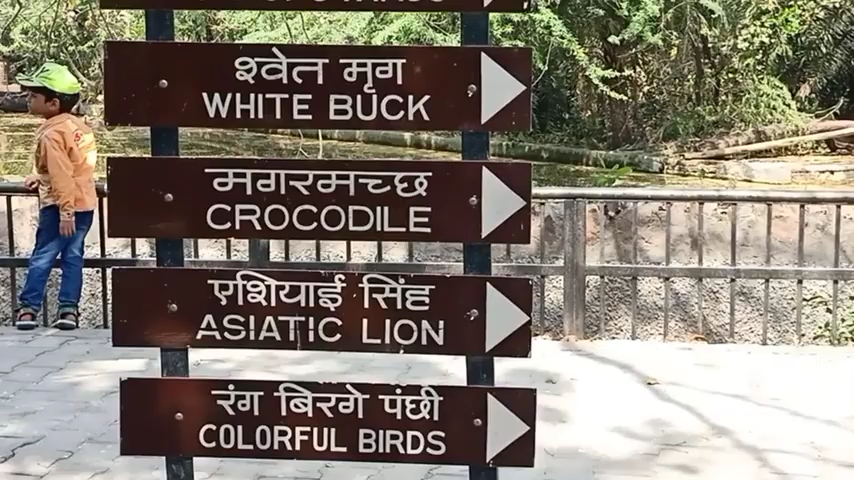 श्वेत मृग
WHITE BUCK
मगरमच्छ
CROCODILE
एशियाई सिंह
ASIATIC LION
रंग बिरगे पंछी
COLORFUL BIRDS